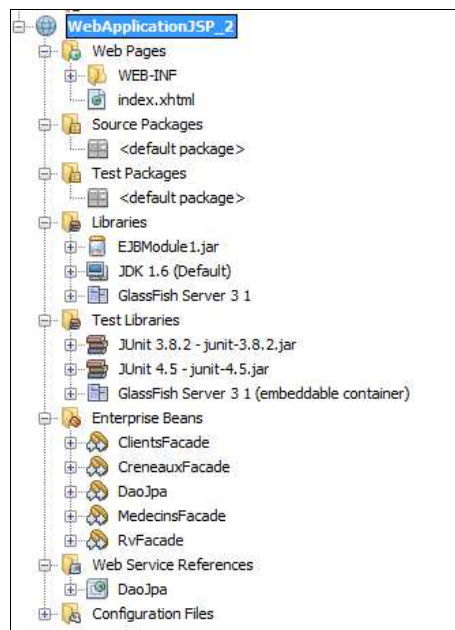 WebApplicationJSP_2
Web Pages
WEB-INF
index.xhtml
Source Packages
<default package>
Test Packages
<default package>
Libraries
EJBModule1.jar
JDK 1.6 (Default)
GlassFish Server 3 1
Test Libraries
JUnit 3.8.2 - junit-3.8.2.jar
JUnit 4.5 - junit-4.5.jar
GlassFish Server 3 1 (embeddable container)
Enterprise Beans
ClientsFacade
CreneauxFacade
DaoJpa
MedecinsFacade
RvFacade
Web Service References
DaoJpa
Configuration Files